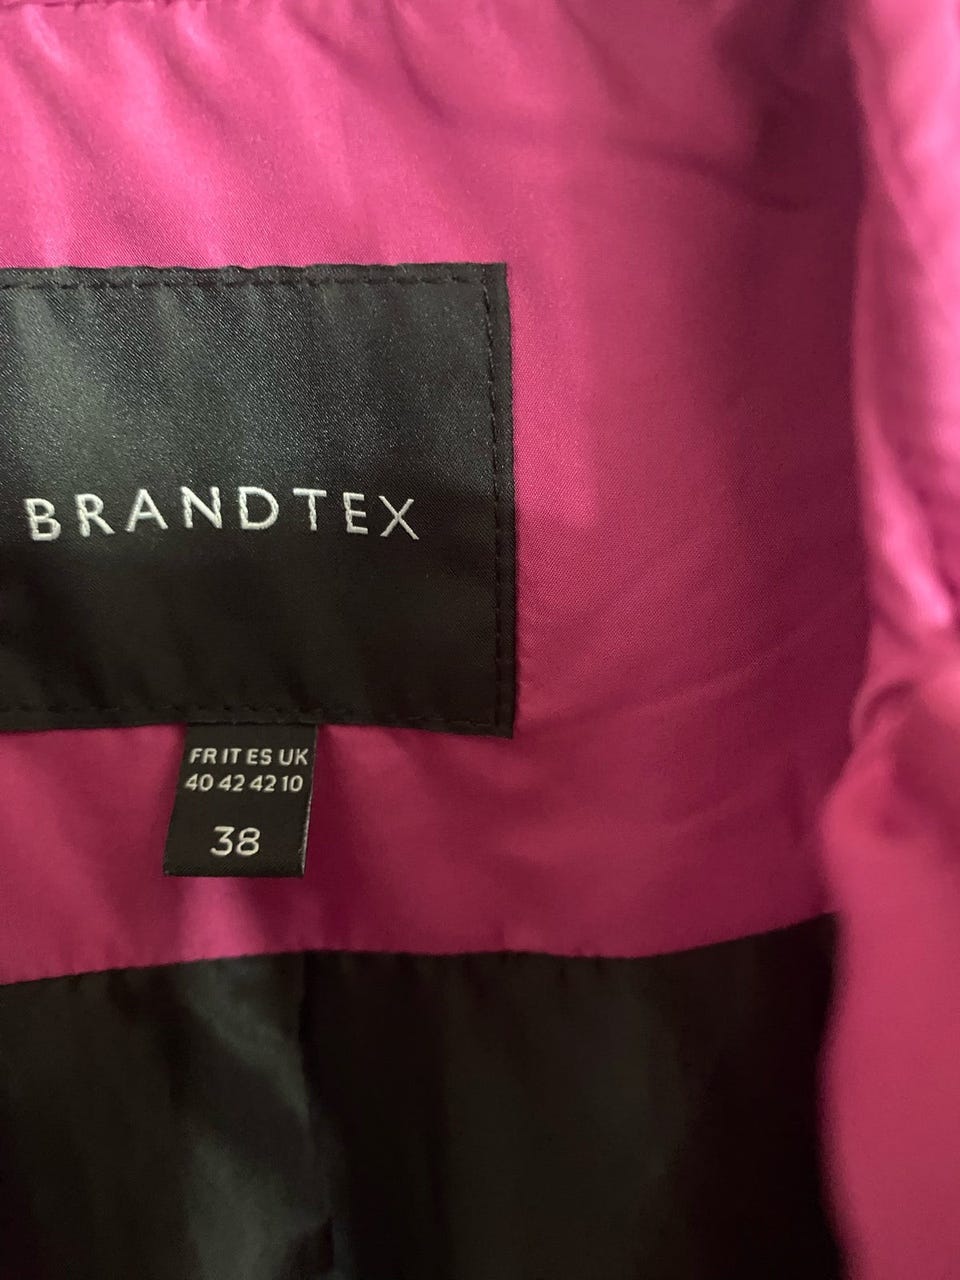 BRANDTEX
FR IT ES UK
40 42 42 10
38